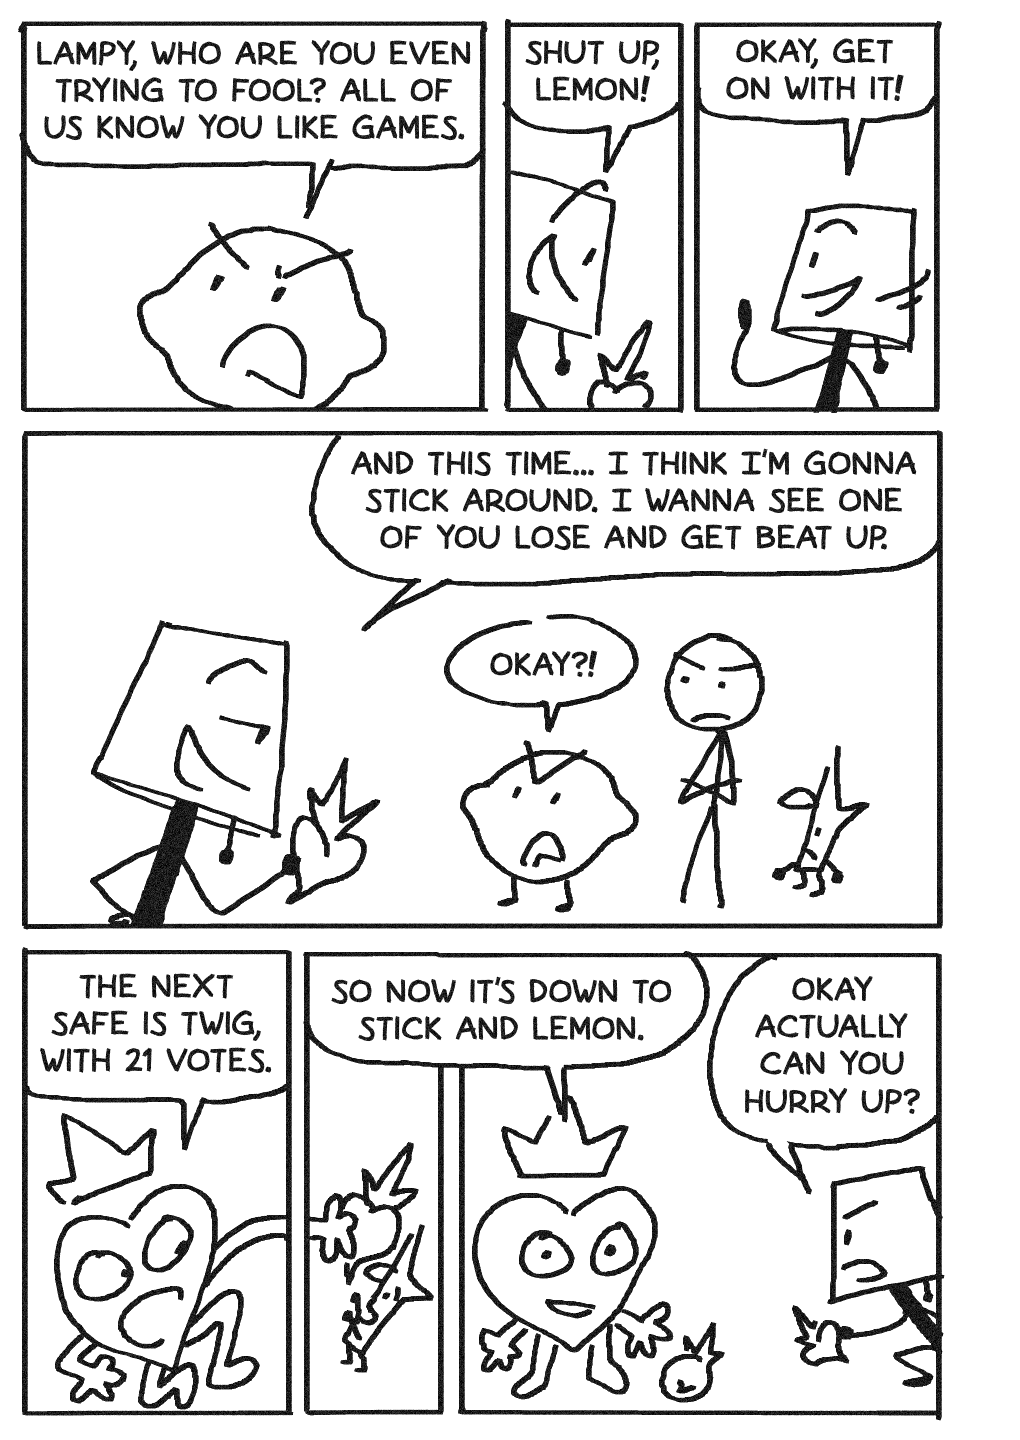 LAMPY, WHO ARE YOU EVEN
TRYING TO FOOL? ALL OF
US KNOW YOU LIKE GAMES.
SHUT UP,
LEMON!
OKAY, GET
ON WITH IT!
AND THIS TIME... I THINK I'M GONNA
STICK AROUND. I WANNA SEE ONE
OF YOU LOSE AND GET BEAT UP.
OKAY?!
THE NEXT
SAFE IS TWIG,
WITH 21 VOTES.
SO NOW IT'S DOWN TO
STICK AND LEMON.
OKAY
ACTUALLY
CAN YOU
HURRY UP?